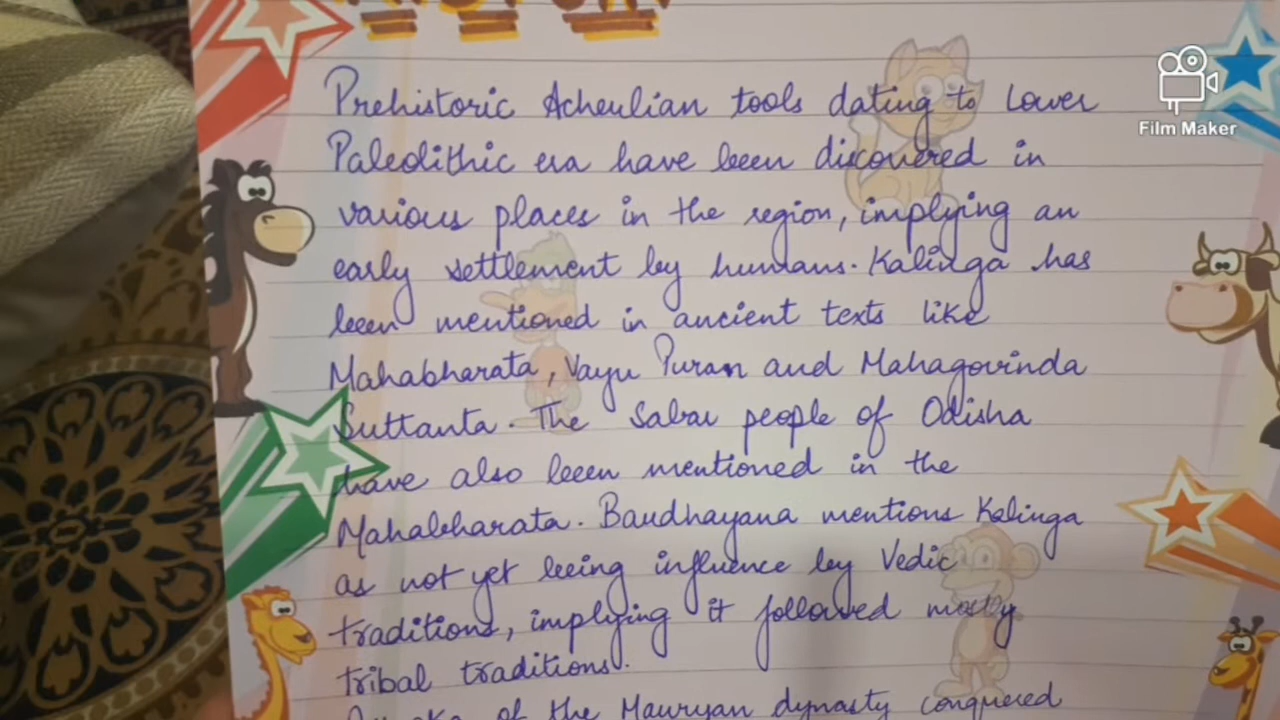 Prehistoric Acheulian tools dating to Lower
Film Maker
Paleolithic era have been discovered in
various places in the region, implying an
early settlement by humans. Kalinga has
been mentioned in ancient texts like
Mahabharata, Vayu Puran and Mahagovinda
Suttanta. The Sabar people of Odisha
have also been mentioned in the
Mahabharata. Baudhayana mentions Kalinga
as not yet being influence by Vedic
traditions, implying it followed mostly
tribal traditions.
of the Mauryan dynasty conquered